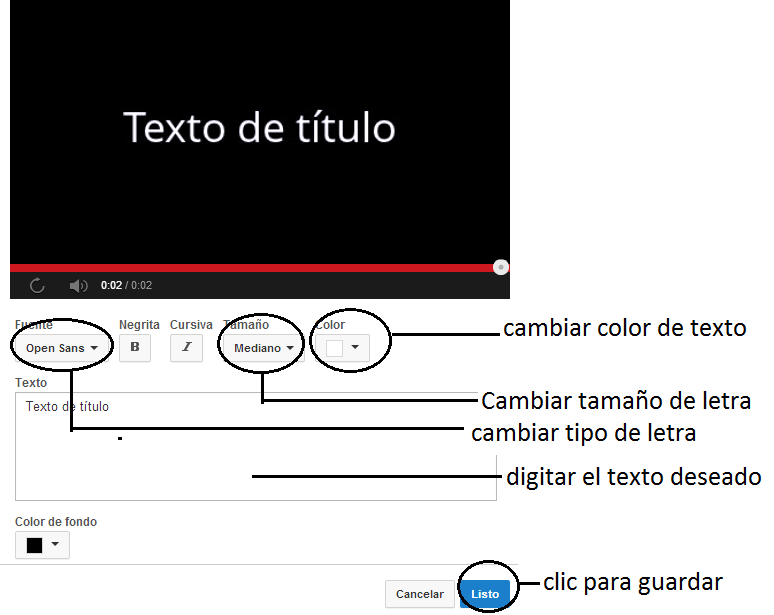 Texto de título
0:02 / 0:02
Fuente Negrita Cursiva Tamaño Color
cambiar color de texto
Open Sans B I Mediano
Texto
Cambiar tamaño de letra
Texto de título
cambiar tipo de letra
digitar el texto deseado
Color de fondo
clic para guardar
Cancelar Listo